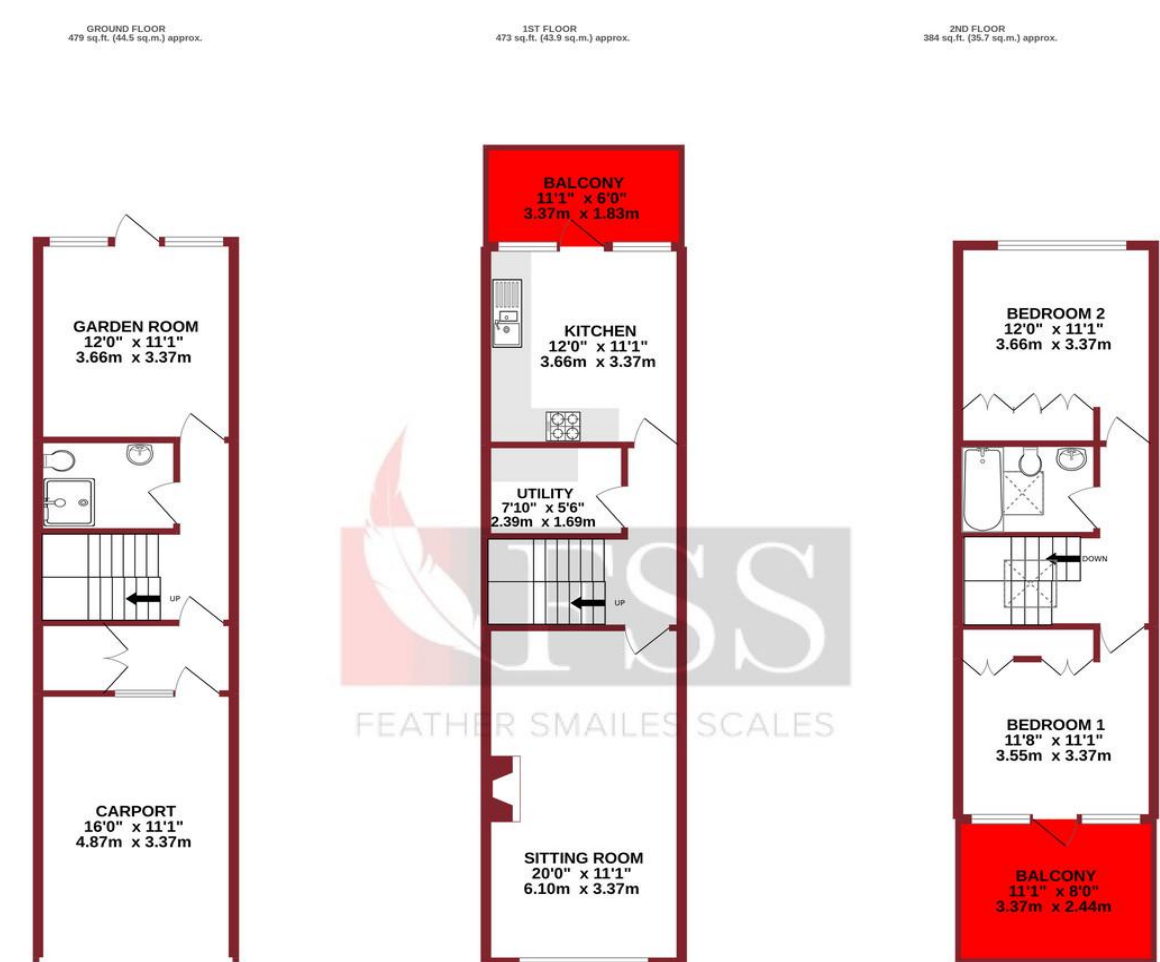 GROUND FLOOR
479 sq.ft. (44.5 sq.m.) approx.
1ST FLOOR
473 sq.ft. (43.9 sq.m.) approx.
2ND FLOOR
384 sq.ft. (35.7 sq.m.) approx.
GARDEN ROOM
12'0" x 11'1"
3.66m x 3.37m
UP
CARPORT
16'0" x 11'1"
4.87m x 3.37m
BALCONY
11'1" x 6'0"
3.37m x 1.83m
KITCHEN
12'0" x 11'1"
3.66m x 3.37m
UTILITY
7'10" x 5'6"
2.39m x 1.69m
UP
SITTING ROOM
20'0" x 11'1"
6.10m x 3.37m
FSS
FEATHER SMAILES SCALES
BEDROOM 2
12'0" x 11'1"
3.66m x 3.37m
DOWN
BEDROOM 1
11'8" x 11'1"
3.55m x 3.37m
BALCONY
11'1" x 8'0"
3.37m x 2.44m